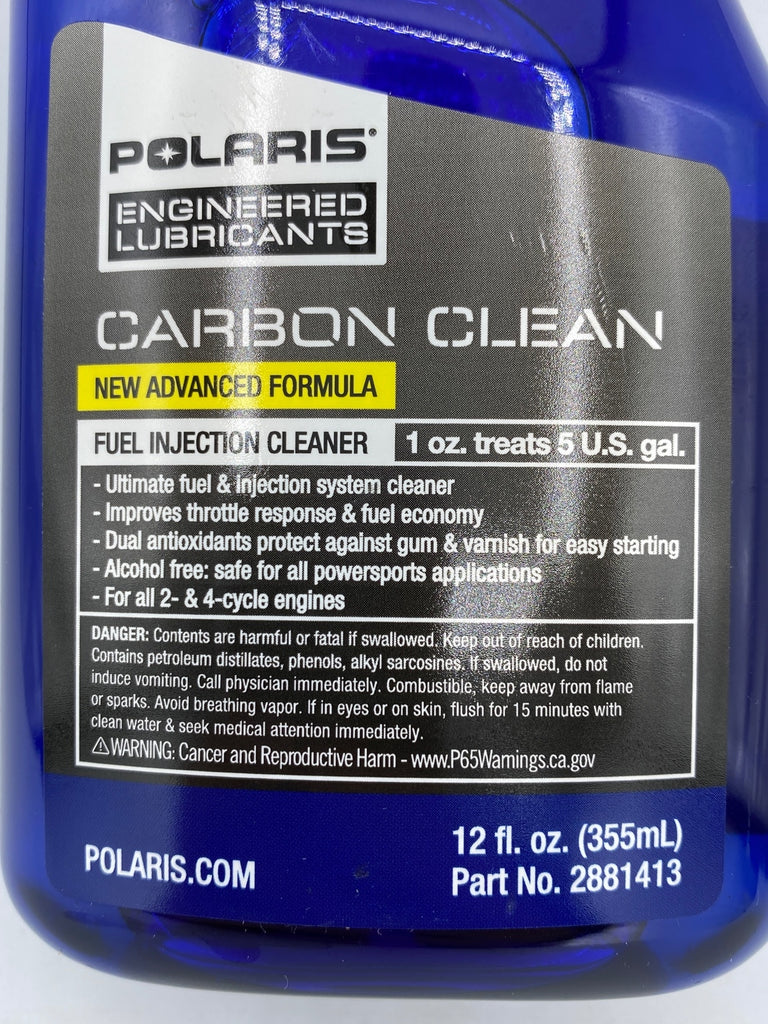 POLARIS®
ENGINEERED
LUBRICANTS
CARBON CLEAN
NEW ADVANCED FORMULA
FUEL INJECTION CLEANER 1 oz. treats 5 U.S. gal.
- Ultimate fuel & injection system cleaner
- Improves throttle response & fuel economy
- Dual antioxidants protect against gum & varnish for easy starting
- Alcohol free: safe for all powersports applications
- For all 2- & 4-cycle engines
DANGER: Contents are harmful or fatal if swallowed. Keep out of reach of children.
Contains petroleum distillates, phenols, alkyl sarcosines. If swallowed, do not
induce vomiting. Call physician immediately. Combustible, keep away from flame
or sparks. Avoid breathing vapor. If in eyes or on skin, flush for 15 minutes with
clean water & seek medical attention immediately.
⚠WARNING: Cancer and Reproductive Harm - www.P65Warnings.ca.gov
POLARIS.COM
12 fl. oz. (355mL)
Part No. 2881413